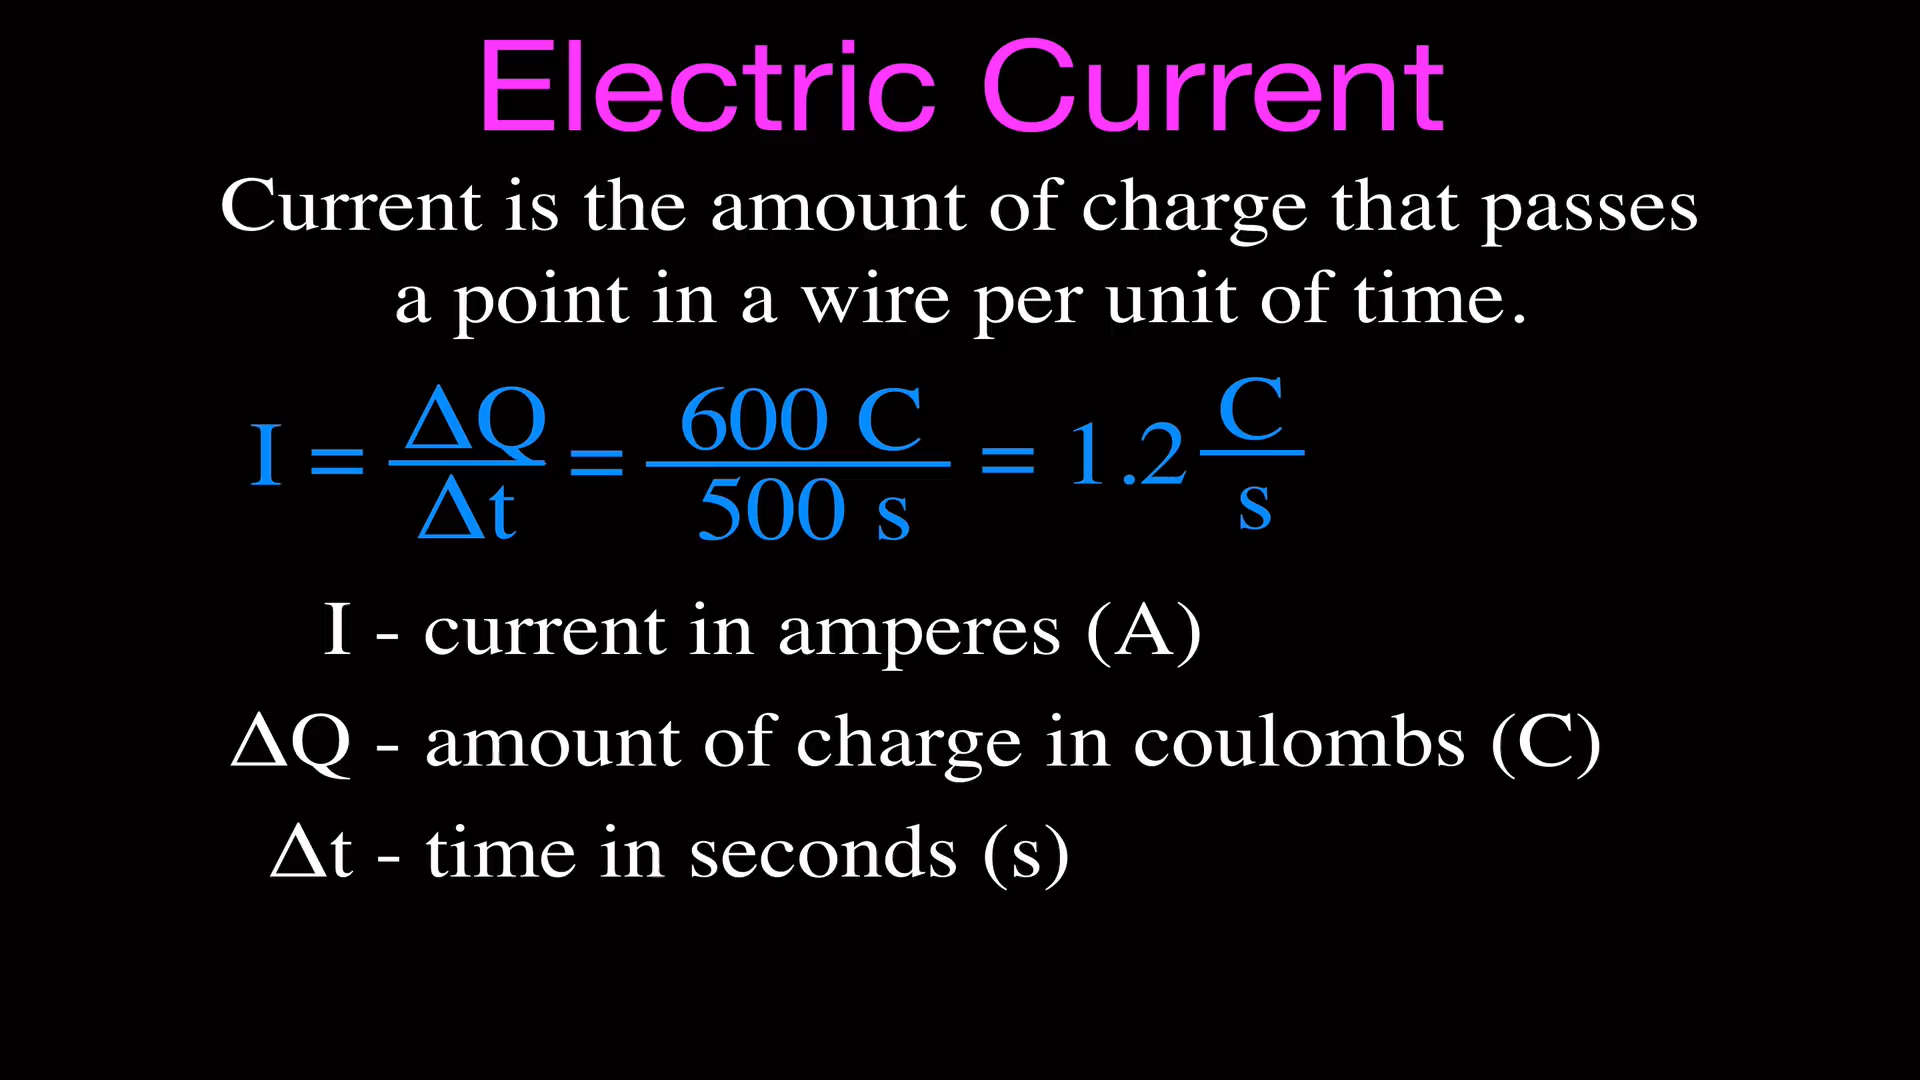 Electric Current
Current is the amount of charge that passes
a point in a wire per unit of time.
I = ΔQ/Δt = 600 C/500 s = 1.2 C/s
I - current in amperes (A)
ΔQ - amount of charge in coulombs (C)
Δt - time in seconds (s)